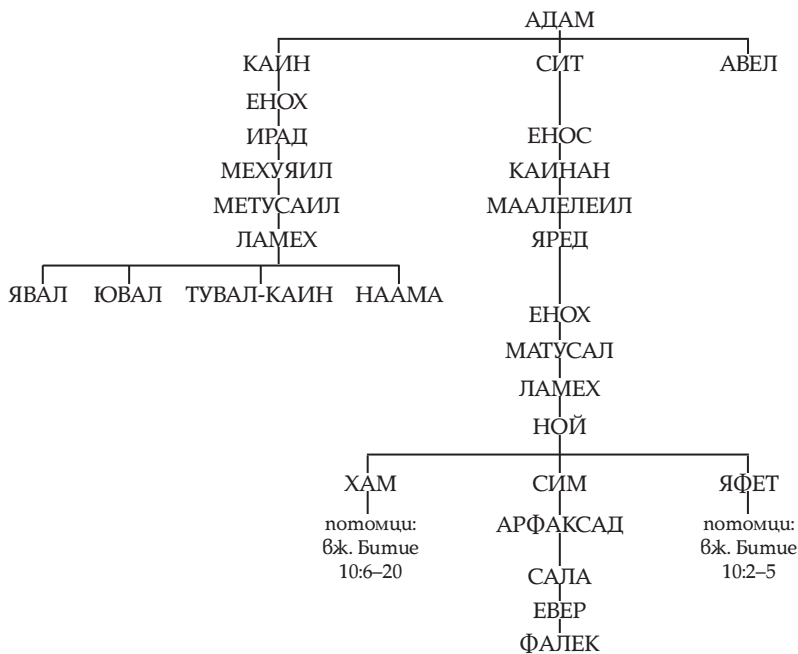 АДАМ
КАИН СИТ АВЕЛ
ЕНОХ
ИРАД ЕНОС
МЕХУЯИЛ КАИНАН
МЕТУСАИЛ МААЛЕЛЕИЛ
ЛАМЕХ ЯРЕД
ЯВАЛ ЮВАЛ ТУВАЛ-КАИН НААМА
ЕНОХ
МАТУСАЛ
ЛАМЕХ
НОЙ
ХАМ СИМ ЯФЕТ
потомци: АРФАКСАД потомци:
вж. Битие вж. Битие
10:6–20 САЛА 10:2–5
ЕВЕР
ФАЛЕК